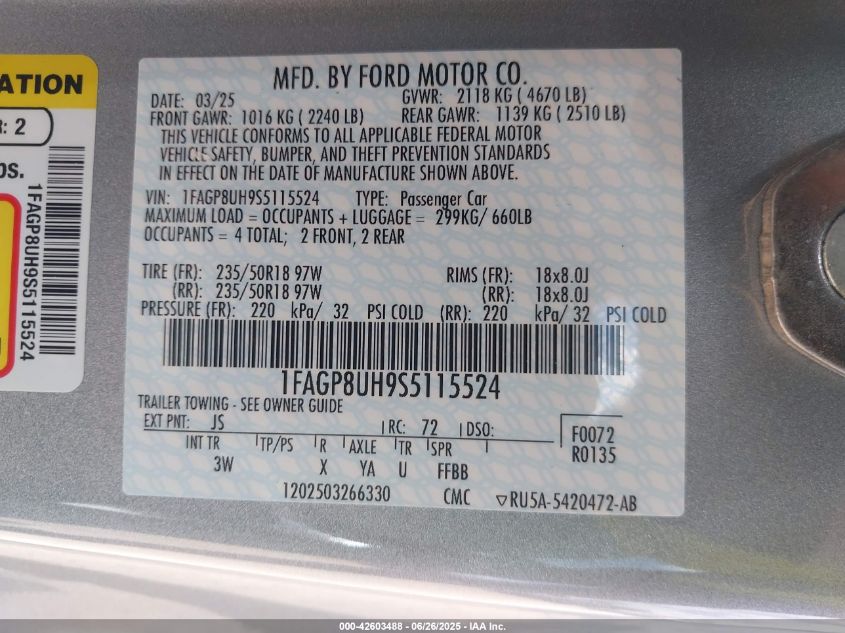 ATION
R: 2
bs.
1FAGP8UH9S5115524
MFD. BY FORD MOTOR CO.
DATE: 03/25 GVWR: 2118 KG ( 4670 LB)
FRONT GAWR: 1016 KG ( 2240 LB) REAR GAWR: 1139 KG ( 2510 LB)
THIS VEHICLE CONFORMS TO ALL APPLICABLE FEDERAL MOTOR
VEHICLE SAFETY, BUMPER, AND THEFT PREVENTION STANDARDS
IN EFFECT ON THE DATE OF MANUFACTURE SHOWN ABOVE.
VIN: 1FAGP8UH9S5115524 TYPE: Passenger Car
MAXIMUM LOAD = OCCUPANTS + LUGGAGE = 299KG/ 660LB
OCCUPANTS = 4 TOTAL; 2 FRONT, 2 REAR
TIRE (FR): 235/50R18 97W RIMS (FR): 18x8.0J
(RR): 235/50R18 97W (RR): 18x8.0J
PRESSURE (FR): 220 kPa/ 32 PSI COLD (RR): 220 kPa/ 32 PSI COLD
1FAGP8UH9S5115524
TRAILER TOWING - SEE OWNER GUIDE
EXT PNT: JS RC: 72 DSO: F0072
INT TR TP/PS R AXLE TR SPR R0135
3W X YA U FFBB
1202503266330 CMC RU5A-5420472-AB
000-42603488 - 06/26/2025 - IAA Inc.